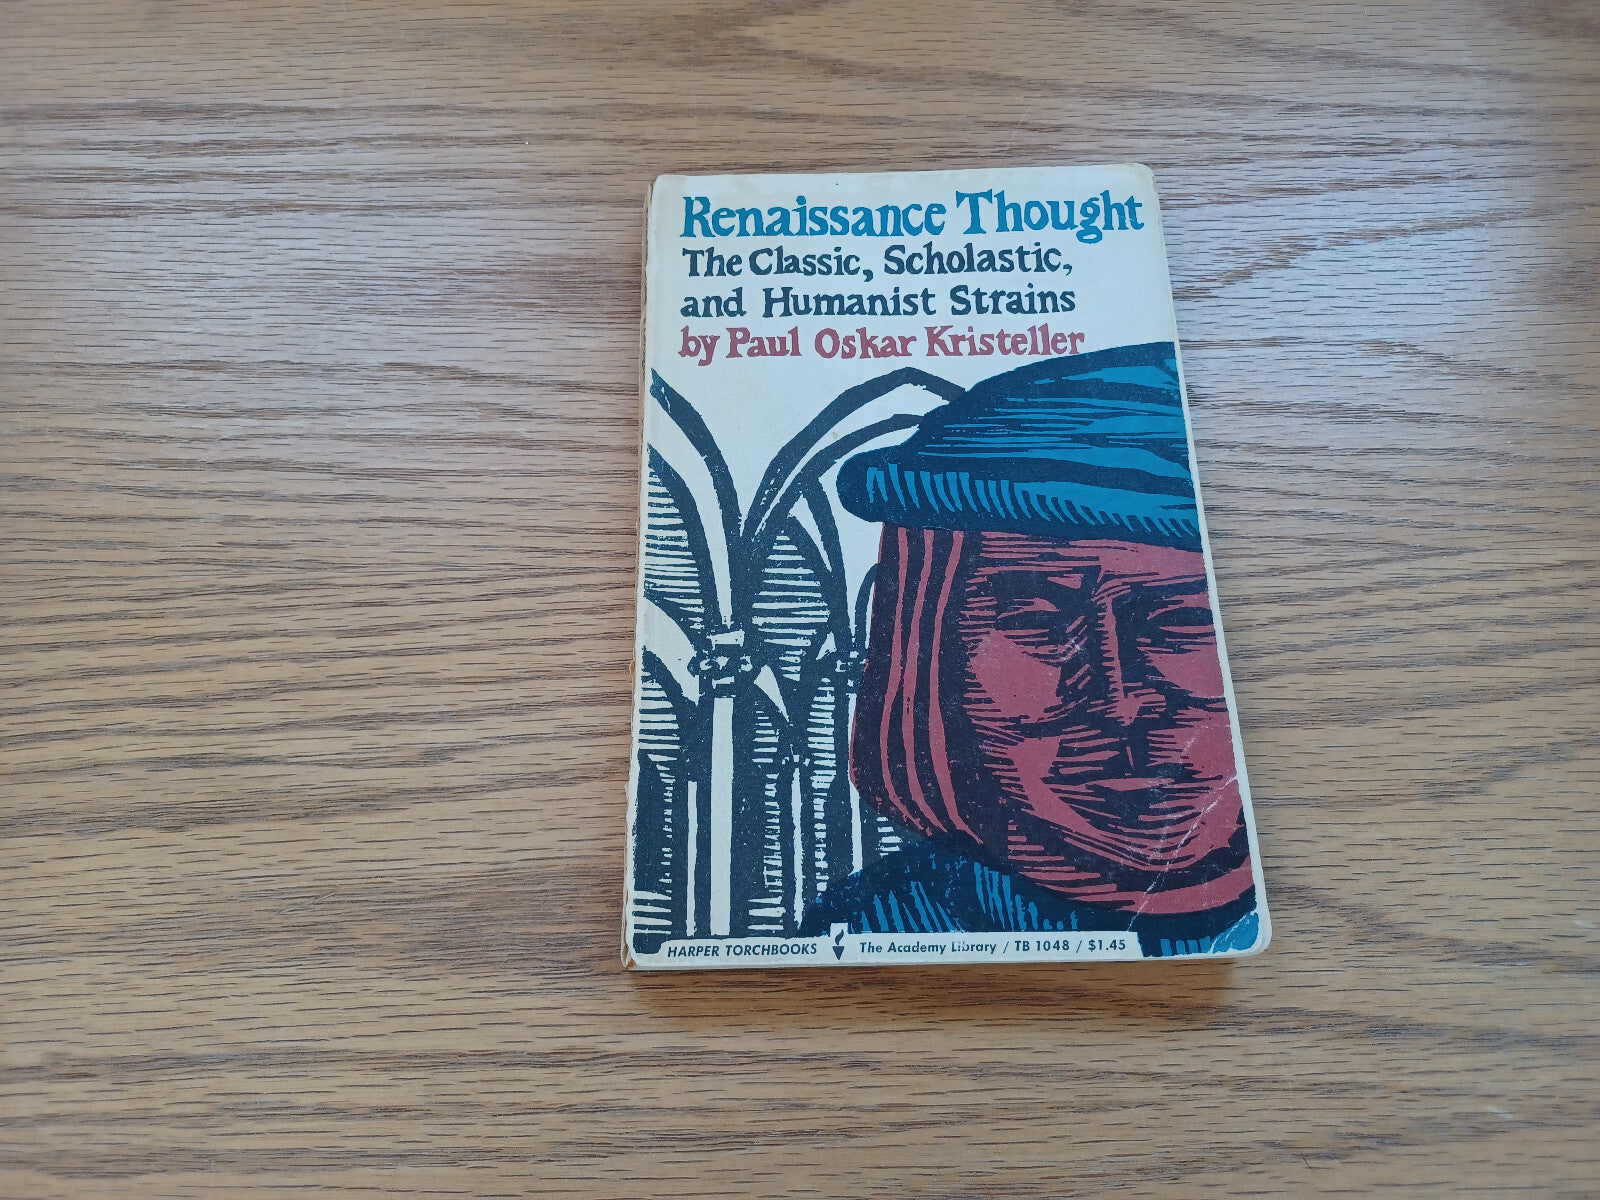 Renaissance Thought
The Classic, Scholastic,
and Humanist Strains
by Paul Oskar Kristeller
HARPER TORCHBOOKS The Academy Library / TB 1048 / $1.45